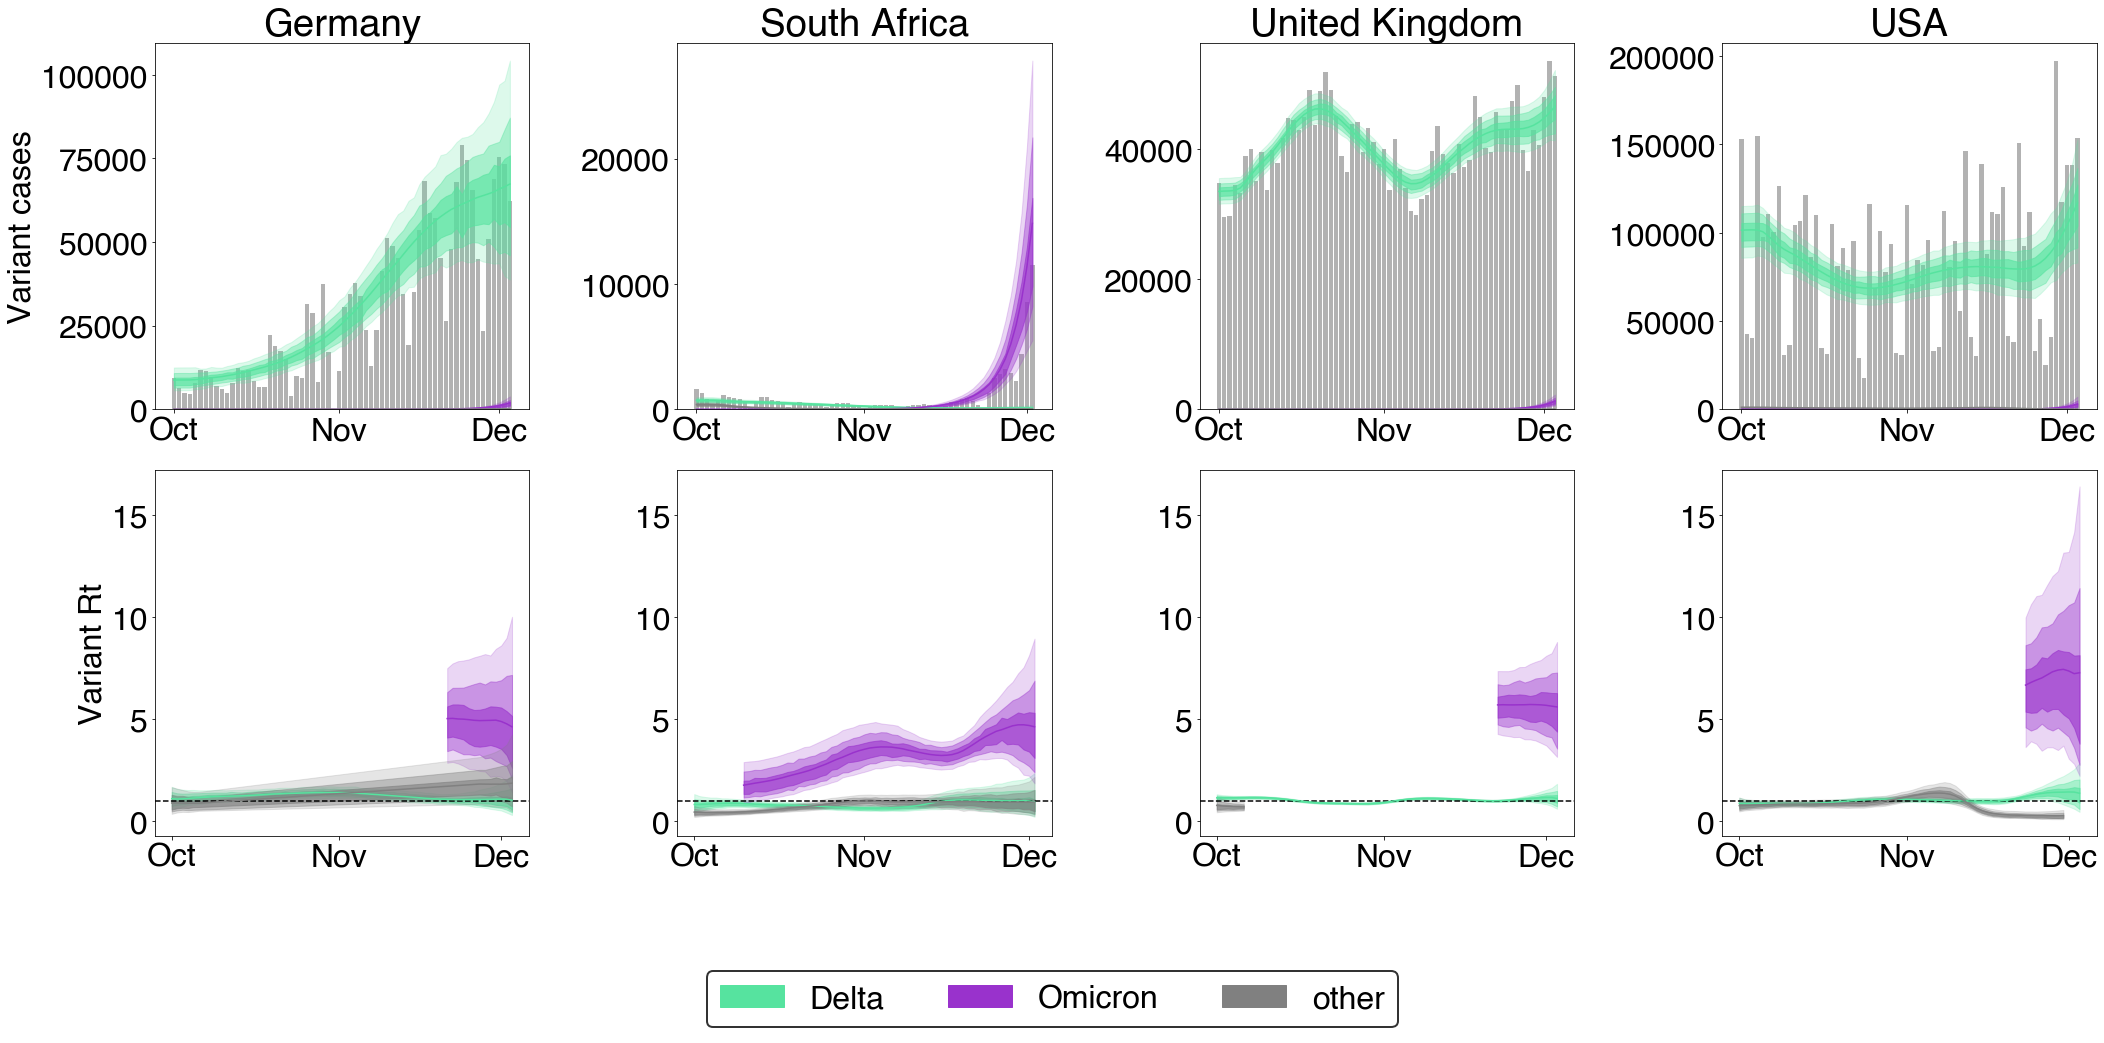 Germany
South Africa
United Kingdom
USA
Variant cases
100000
75000
50000
25000
0
Oct
Nov
Dec
20000
10000
0
Oct
Nov
Dec
40000
20000
0
Oct
Nov
Dec
200000
150000
100000
50000
0
Oct
Nov
Dec
Variant Rt
15
10
5
0
Oct
Nov
Dec
15
10
5
0
Oct
Nov
Dec
15
10
5
0
Oct
Nov
Dec
15
10
5
0
Oct
Nov
Dec
Delta
Omicron
other